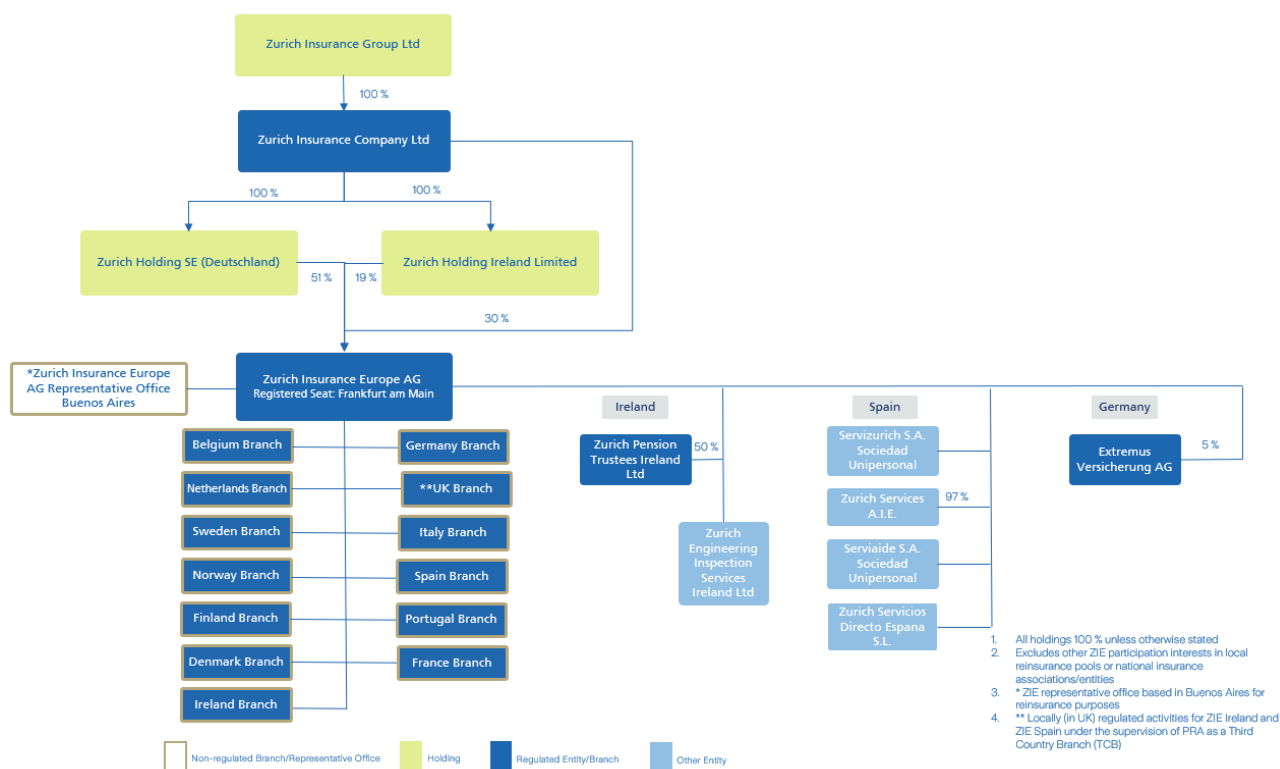 Zurich Insurance Group Ltd
100 %
Zurich Insurance Company Ltd
100 %
100 %
Zurich Holding SE (Deutschland)
51 %
19 %
Zurich Holding Ireland Limited
30 %
*Zurich Insurance Europe
AG Representative Office
Buenos Aires
Zurich Insurance Europe AG
Registered Seat: Frankfurt am Main
Belgium Branch
Germany Branch
Netherlands Branch
**UK Branch
Sweden Branch
Italy Branch
Norway Branch
Spain Branch
Finland Branch
Portugal Branch
Denmark Branch
France Branch
Ireland Branch
Ireland
Zurich Pension
Trustees Ireland
Ltd
50 %
Zurich
Engineering
Inspection
Services
Ireland Ltd
Spain
Servizurich S.A.
Sociedad
Unipersonal
Zurich Services
A.I.E.
97 %
Serviaide S.A.
Sociedad
Unipersonal
Zurich Servicios
Directo Espana
S.L.
Germany
Extremus
Versicherung AG
5 %
1. All holdings 100 % unless otherwise stated
2. Excludes other ZIE participation interests in local
reinsurance pools or national insurance
associations/entities
3. * ZIE representative office based in Buenos Aires for
reinsurance purposes
4. ** Locally (in UK) regulated activities for ZIE Ireland and
ZIE Spain under the supervision of PRA as a Third
Country Branch (TCB)
Non-regulated Branch/Representative Office
Holding
Regulated Entity/Branch
Other Entity